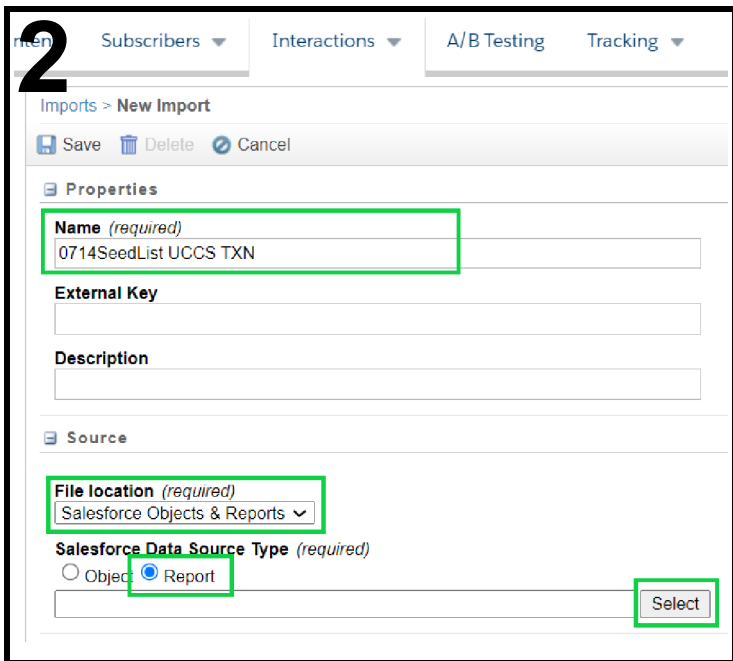 2
Subscribers Interactions A/B Testing Tracking
Imports > New Import
Save Delete Cancel
Properties
Name (required)
0714SeedList UCCS TXN
External Key
Description
Source
File location (required)
Salesforce Objects & Reports
Salesforce Data Source Type (required)
Object Report
Select